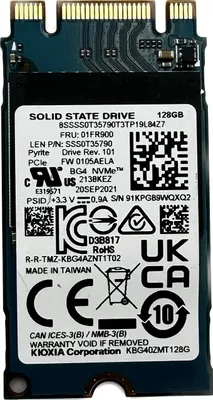 SOLID STATE DRIVE 128GB
8SSSS0T35790T3TP19L84Z7
FRU: 01FR900
LEN P/N: SSS0T35790
Pyrite Drive Rev. 101
PCIe FW 0105AELA
BG4 NVMe™
2138KEZ
E319571 20SEP2021
PSID +3.3 V 0.9A S/N 91KPG89WQXQ2
D3B817
RoHS
R-R-TMZ-KBG4AZNT1T02
MADE IN TAIWAN
UK
CA
CE
10
CAN ICES-3(B) / NMB-3(B)
WARRANTY VOID IF REMOVED
KIOXIA Corporation KBG40ZMT128G